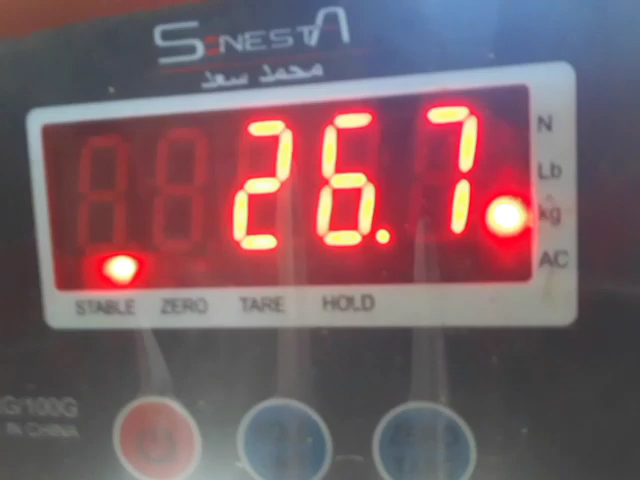 SENESTA
محمد سعد
26.7
N
Lb
kg
AC
STABLE ZERO TARE HOLD
G/100G
IN CHINA